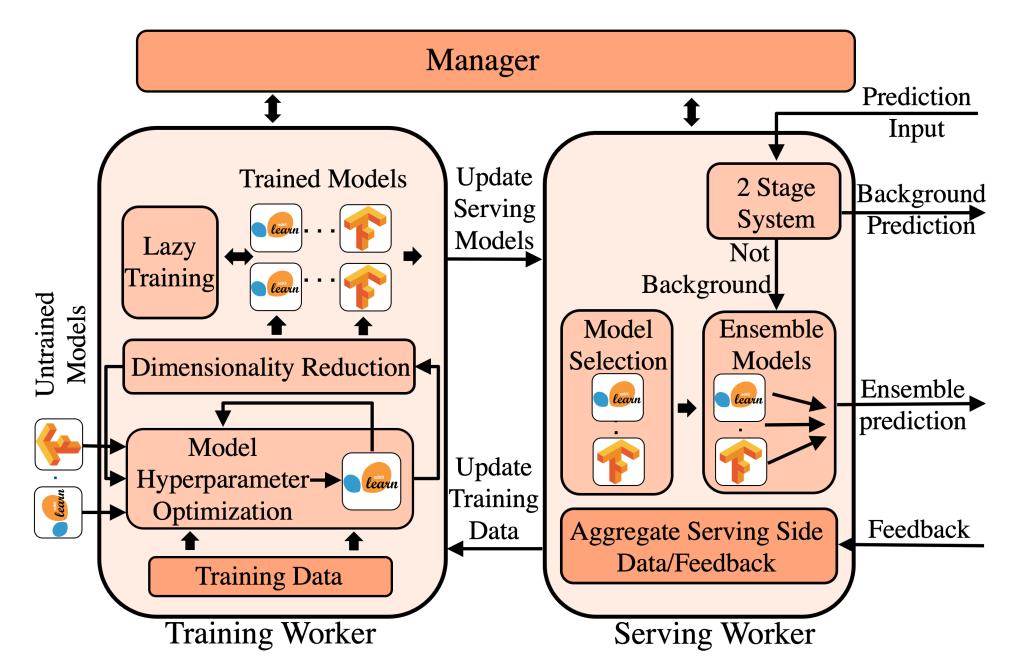 Manager
Prediction
Input
Trained Models
Lazy
Training
learn
learn
Update
Serving
Models
2 Stage
System
Background
Prediction
Not
Background
Untrained
Models
Dimensionality Reduction
Model
Hyperparameter
Optimization
learn
learn
Training Data
Training Worker
Model
Selection
learn
Ensemble
Models
learn
Ensemble
prediction
Update
Training
Data
Aggregate Serving Side
Data/Feedback
Feedback
Serving Worker